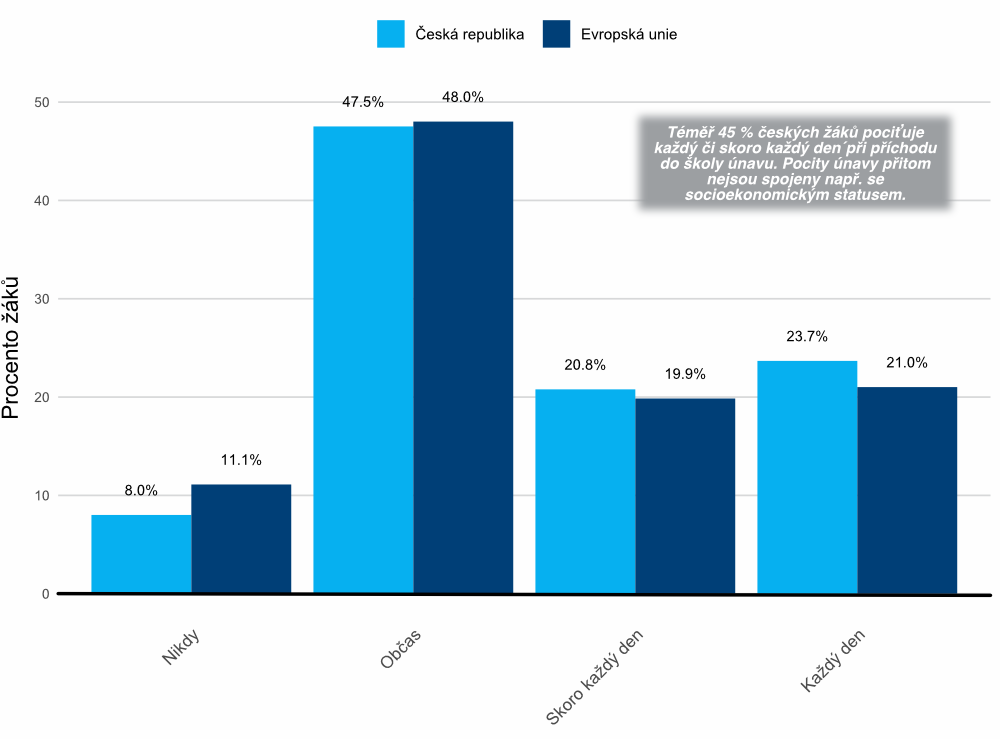 Česká republika Evropská unie
Procento žáků
50
40
30
20
10
0
47.5% 48.0%
Téměř 45 % českých žáků pociťuje
každý či skoro každý den´při příchodu
do školy únavu. Pocity únavy přitom
nejsou spojeny např. se
socioekonomickým statusem.
23.7%
20.8% 19.9% 21.0%
8.0% 11.1%
Nikdy Občas Skoro každý den Každý den